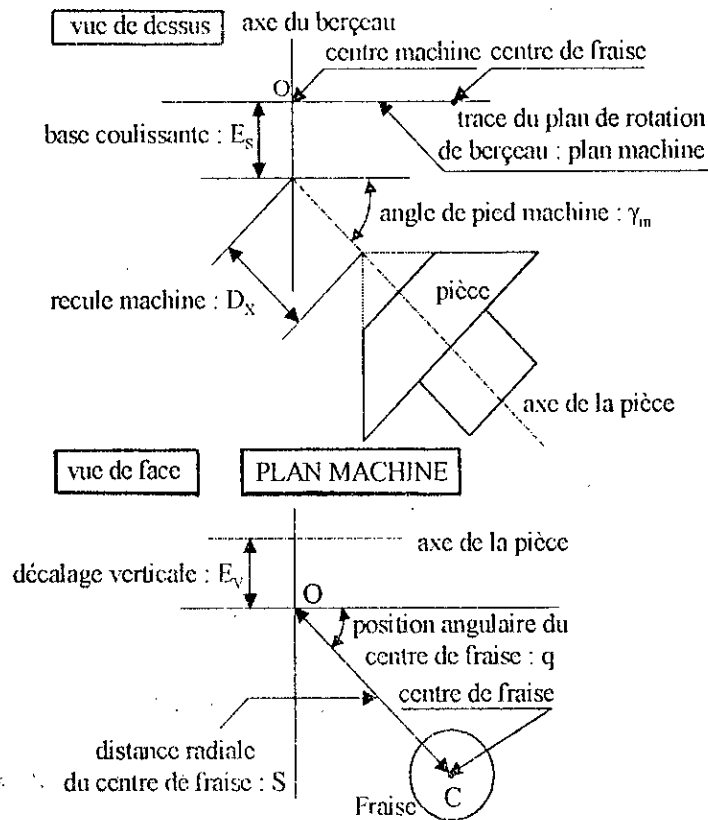 vue de dessus
axe du berçeau
centre machine
centre de fraise
O
base coulissante : E_s
trace du plan de rotation
de berçeau : plan machine
angle de pied machine : γ_m
recule machine : D_x
pièce
axe de la pièce
vue de face
PLAN MACHINE
axe de la pièce
décalage verticale : E_v
O
position angulaire du
centre de fraise : q
centre de fraise
distance radiale
du centre de fraise : S
Fraise
C